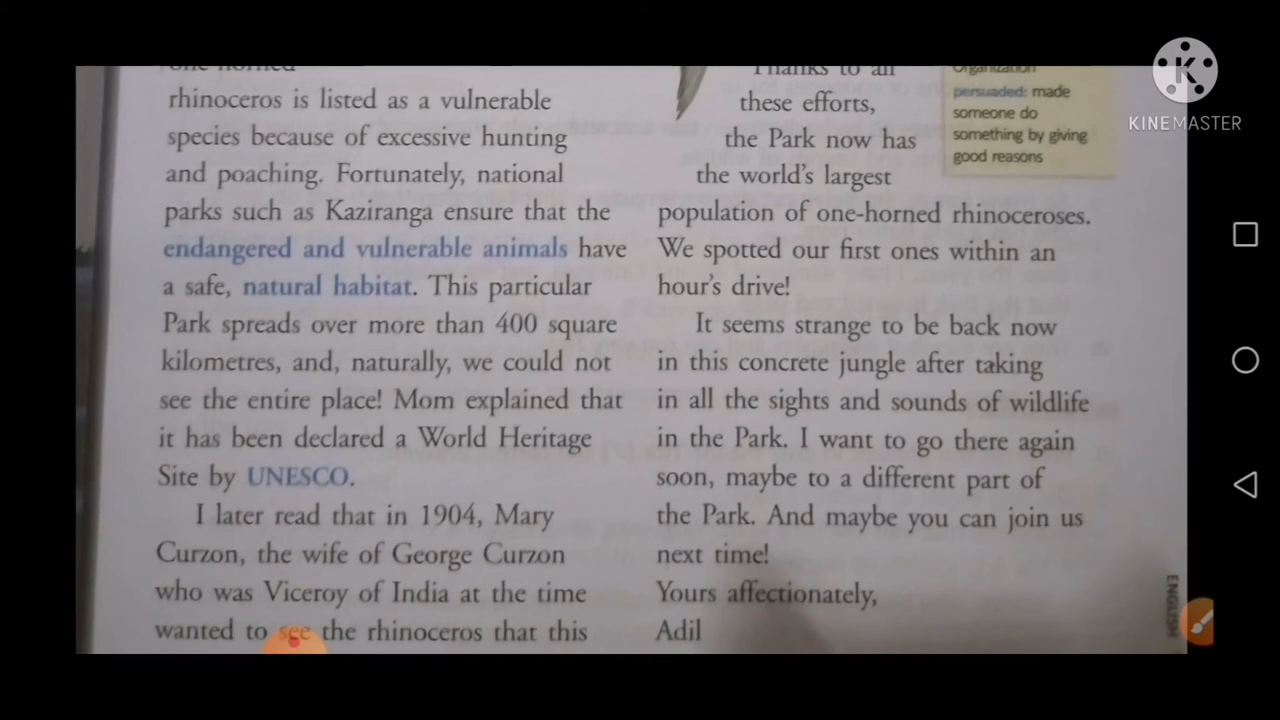 one-horned
rhinoceros is listed as a vulnerable
species because of excessive hunting
and poaching. Fortunately, national
parks such as Kaziranga ensure that the
endangered and vulnerable animals have
a safe, natural habitat. This particular
Park spreads over more than 400 square
kilometres, and, naturally, we could not
see the entire place! Mom explained that
it has been declared a World Heritage
Site by UNESCO.
I later read that in 1904, Mary
Curzon, the wife of George Curzon
who was Viceroy of India at the time
wanted to see the rhinoceros that this
Thanks to all
these efforts,
the Park now has
the world's largest
population of one-horned rhinoceroses.
We spotted our first ones within an
hour's drive!
It seems strange to be back now
in this concrete jungle after taking
in all the sights and sounds of wildlife
in the Park. I want to go there again
soon, maybe to a different part of
the Park. And maybe you can join us
next time!
Yours affectionately,
Adil
Organization
persuaded: made
someone do
something by giving
good reasons
ENGLISH
K
KINEMASTER